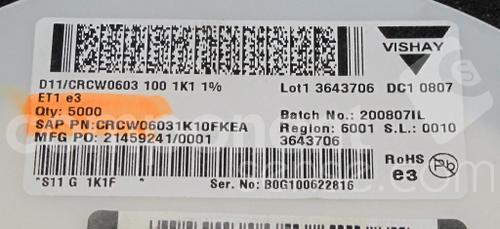 VISHAY
D11/CRCW0603 100 1K1 1% Lot1 3643706 DC1 0807
ET1 e3
Qty: 5000 Batch No.: 200807IL
SAP PN:CRCW06031K10FKEA Region: 6001 S.L.: 0010
MFG PO: 21459241/0001 3643706
RoHS
e3 Pb
"S11 G 1K1F Ser. No: B0G100622816